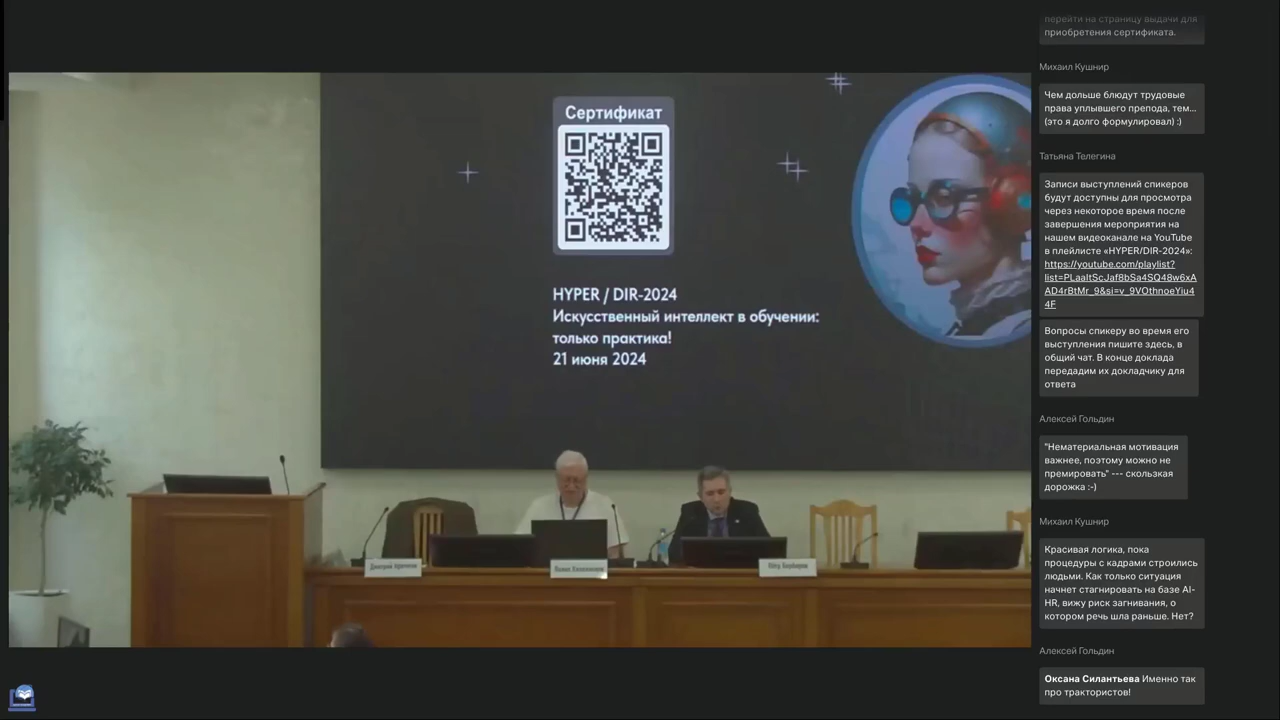 Сертификат
HYPER / DIR-2024
Искусственный интеллект в обучении:
только практика!
21 июня 2024
перейти на страницу выдачи для
приобретения сертификата.
Михаил Кушнир
Чем дольше блюдут трудовые
права уплывшего препода, тем...
(это я долго формулировал) :)
Татьяна Телегина
Записи выступлений спикеров
будут доступны для просмотра
через некоторое время после
завершения мероприятия на
нашем видеоканале на YouTube
в плейлисте «HYPER/DIR-2024»:
https://youtube.com/playlist?
list=PLaaItScJaf8bSa4SQ48w6xA
AD4rBtMr_9&si=v_9VOthnoeYiu4
4F
Вопросы спикеру во время его
выступления пишите здесь, в
общий чат. В конце доклада
передадим их докладчику для
ответа
Алексей Гольдин
"Нематериальная мотивация
важнее, поэтому можно не
премировать" --- скользкая
дорожка :-)
Михаил Кушнир
Красивая логика, пока
процедуры с кадрами строились
людьми. Как только ситуация
начнет стагнировать на базе AI-
HR, вижу риск загнивания, о
котором речь шла раньше. Нет?
Алексей Гольдин
Оксана Силантьева Именно так
про трактористов!